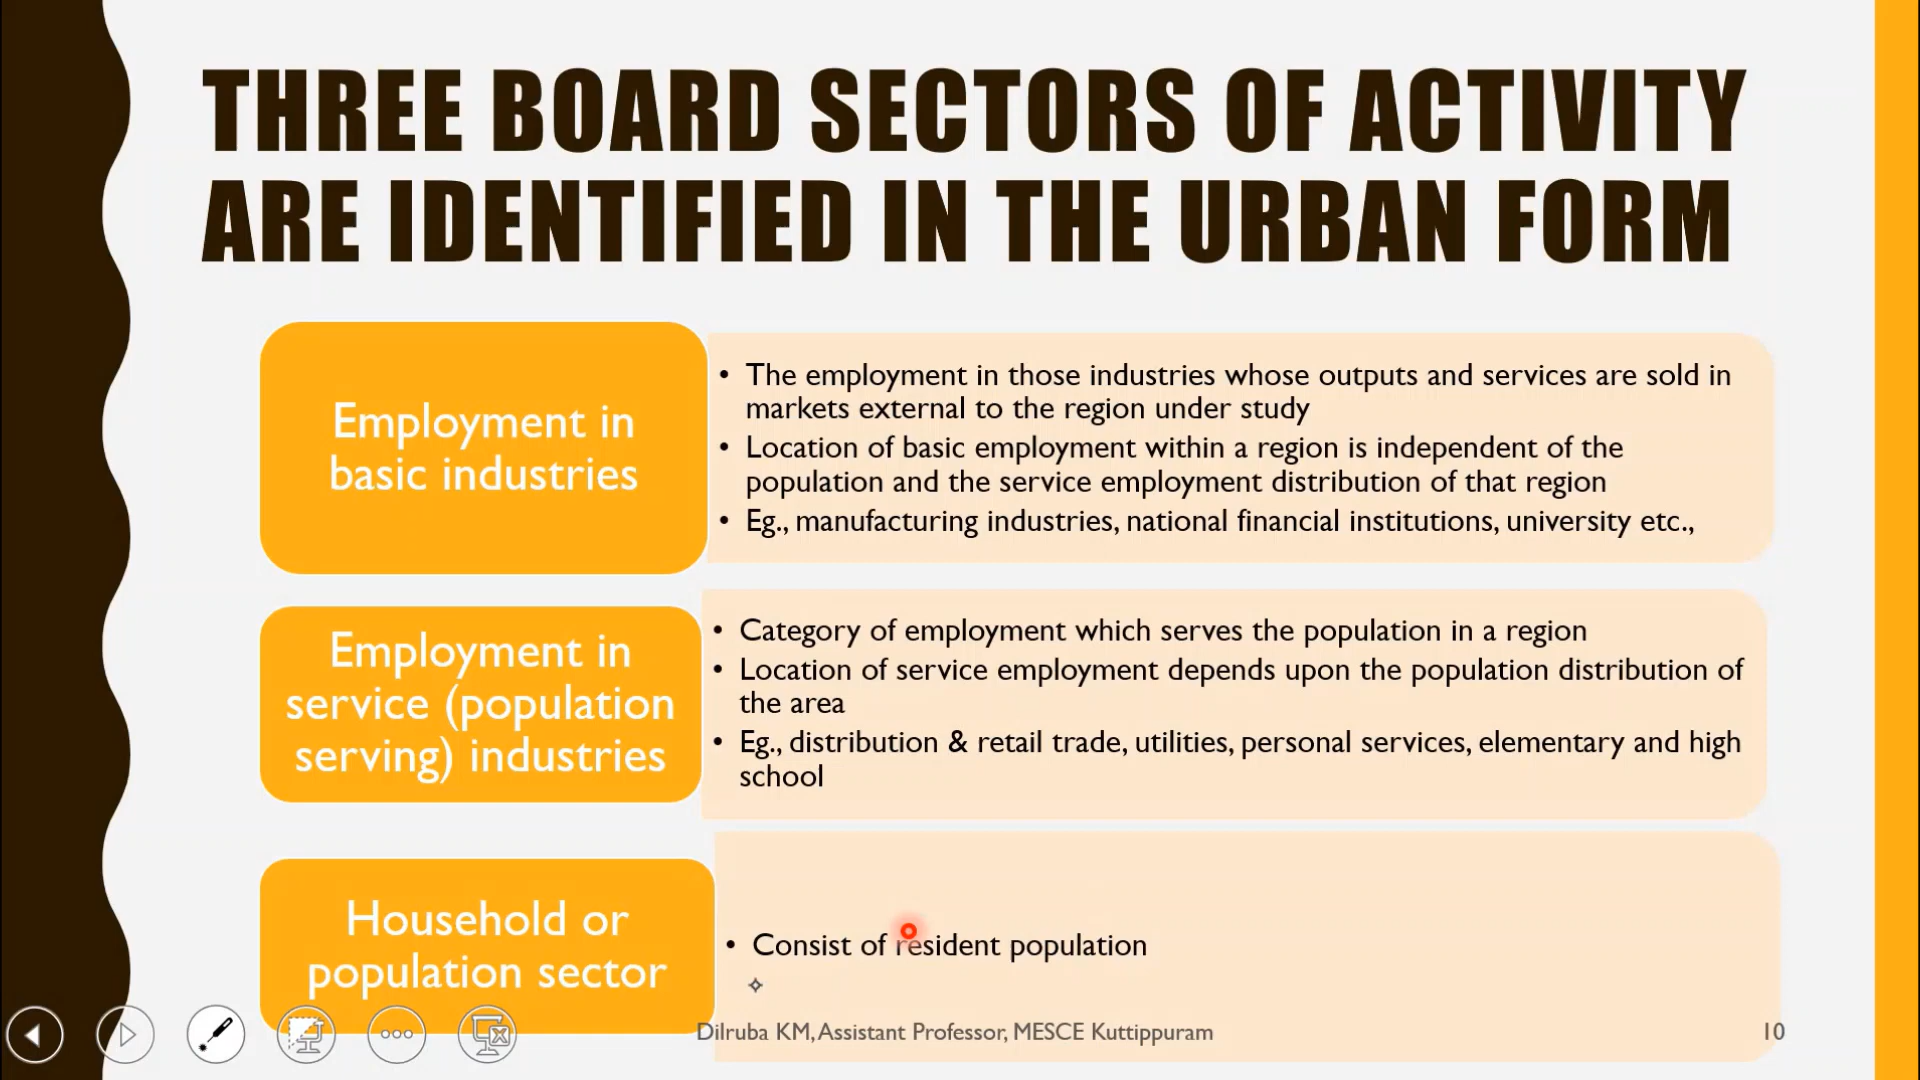 THREE BOARD SECTORS OF ACTIVITY
ARE IDENTIFIED IN THE URBAN FORM
Employment in
basic industries
• The employment in those industries whose outputs and services are sold in
markets external to the region under study
• Location of basic employment within a region is independent of the
population and the service employment distribution of that region
• Eg., manufacturing industries, national financial institutions, university etc.,
Employment in
service (population
serving) industries
• Category of employment which serves the population in a region
• Location of service employment depends upon the population distribution of
the area
• Eg., distribution & retail trade, utilities, personal services, elementary and high
school
Household or
population sector
• Consist of resident population
Dilruba KM, Assistant Professor, MESCE Kuttippuram
10